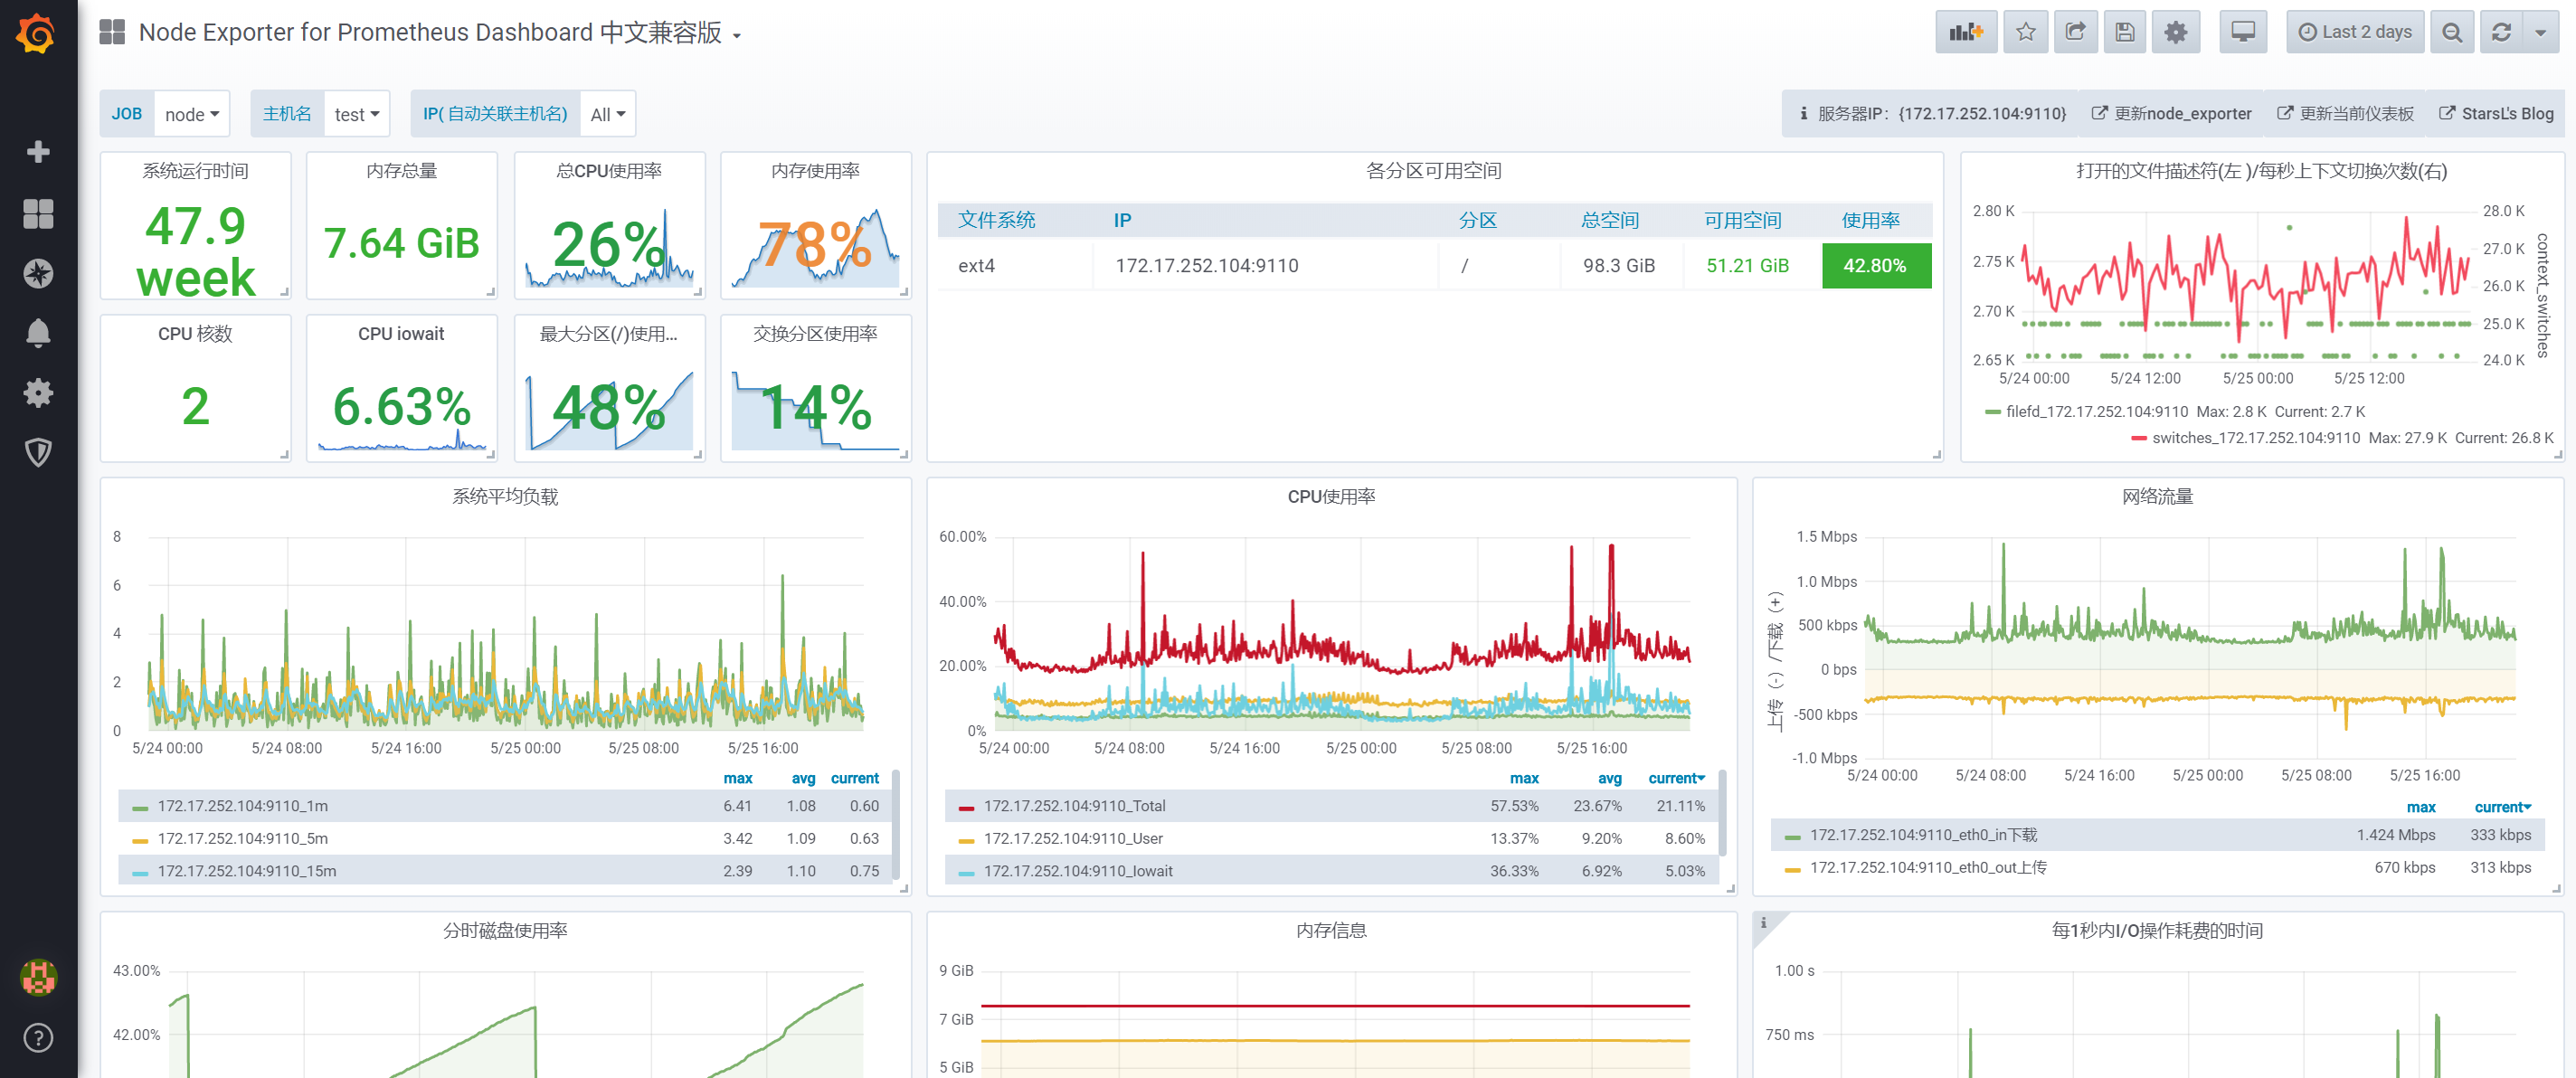 Node Exporter for Prometheus Dashboard 中文兼容版
Last 2 days
JOB node 主机名 test IP( 自动关联主机名) All
服务器IP：{172.17.252.104:9110} 更新node_exporter 更新当前仪表板 StarsL's Blog
系统运行时间
47.9
week
内存总量
7.64 GiB
总CPU使用率
26%
内存使用率
78%
CPU 核数
2
CPU iowait
6.63%
最大分区(/)使用...
48%
交换分区使用率
14%
各分区可用空间
文件系统 IP 分区 总空间 可用空间 使用率
ext4 172.17.252.104:9110 / 98.3 GiB 51.21 GiB 42.80%
打开的文件描述符(左 )/每秒上下文切换次数(右)
2.80 K
2.75 K
2.70 K
2.65 K
28.0 K
27.0 K
26.0 K
25.0 K
24.0 K
context_switches
5/24 00:00 5/24 12:00 5/25 00:00 5/25 12:00
filefd_172.17.252.104:9110 Max: 2.8 K Current: 2.7 K
switches_172.17.252.104:9110 Max: 27.9 K Current: 26.8 K
系统平均负载
8
6
4
2
0
5/24 00:00 5/24 08:00 5/24 16:00 5/25 00:00 5/25 08:00 5/25 16:00
max avg current
172.17.252.104:9110_1m 6.41 1.08 0.60
172.17.252.104:9110_5m 3.42 1.09 0.63
172.17.252.104:9110_15m 2.39 1.10 0.75
CPU使用率
60.00%
40.00%
20.00%
0%
5/24 00:00 5/24 08:00 5/24 16:00 5/25 00:00 5/25 08:00 5/25 16:00
max avg current
172.17.252.104:9110_Total 57.53% 23.67% 21.11%
172.17.252.104:9110_User 13.37% 9.20% 8.60%
172.17.252.104:9110_Iowait 36.33% 6.92% 5.03%
网络流量
上传（-）/下载（+）
1.5 Mbps
1.0 Mbps
500 kbps
0 bps
-500 kbps
-1.0 Mbps
5/24 00:00 5/24 08:00 5/24 16:00 5/25 00:00 5/25 08:00 5/25 16:00
max current
172.17.252.104:9110_eth0_in下载 1.424 Mbps 333 kbps
172.17.252.104:9110_eth0_out上传 670 kbps 313 kbps
分时磁盘使用率
43.00%
42.00%
内存信息
9 GiB
7 GiB
5 GiB
每1秒内I/O操作耗费的时间
1.00 s
750 ms